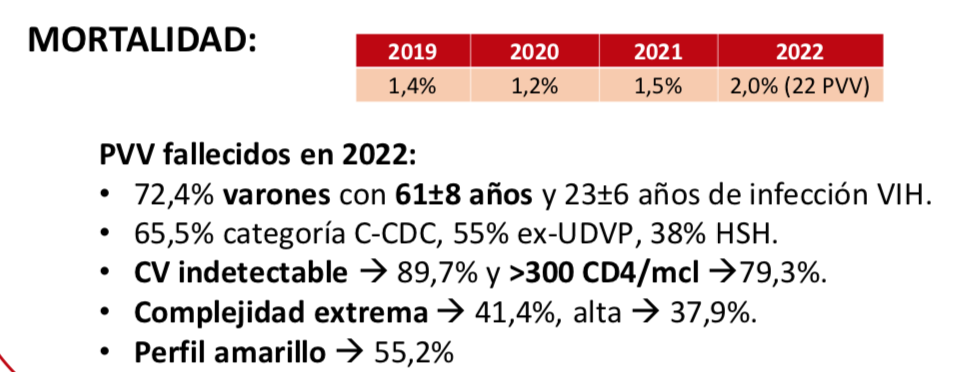 MORTALIDAD:
2019 2020 2021 2022
1,4% 1,2% 1,5% 2,0% (22 PVV)
PVV fallecidos en 2022:
• 72,4% varones con 61±8 años y 23±6 años de infección VIH.
• 65,5% categoría C-CDC, 55% ex-UDVP, 38% HSH.
• CV indetectable → 89,7% y >300 CD4/mcl →79,3%.
• Complejidad extrema → 41,4%, alta → 37,9%.
• Perfil amarillo → 55,2%